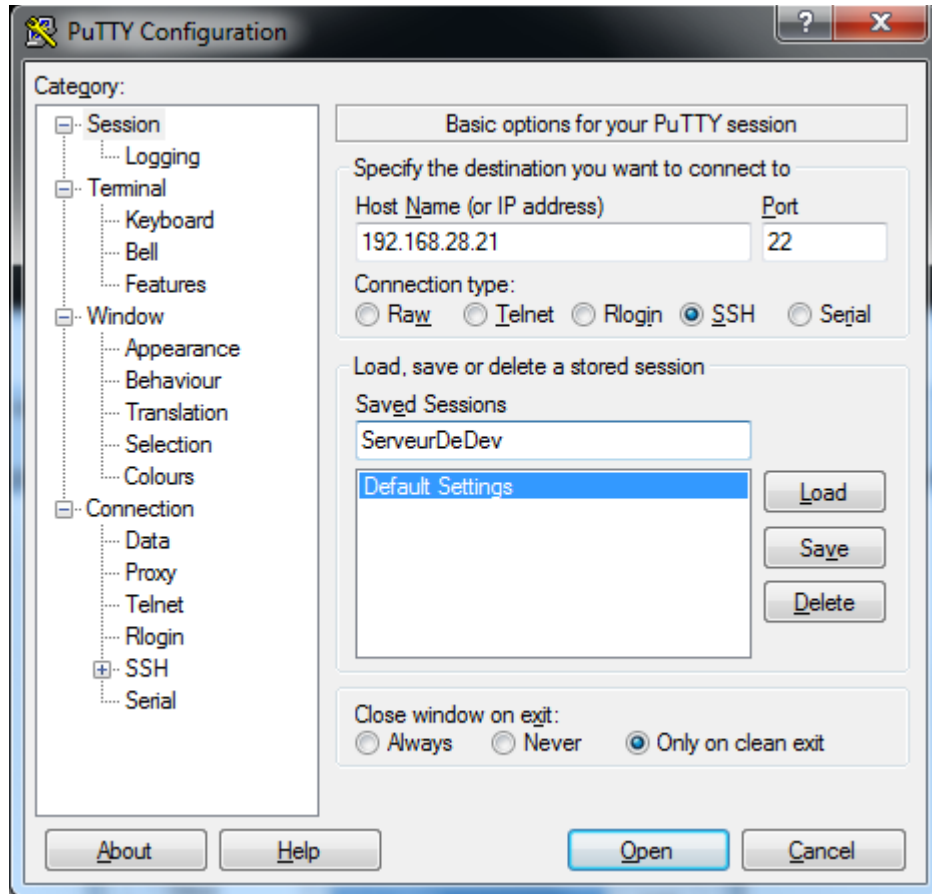 PuTTY Configuration
Category:
Session
Logging
Terminal
Keyboard
Bell
Features
Window
Appearance
Behaviour
Translation
Selection
Colours
Connection
Data
Proxy
Telnet
Rlogin
SSH
Serial
Basic options for your PuTTY session
Specify the destination you want to connect to
Host Name (or IP address) Port
192.168.28.21 22
Connection type:
Raw Telnet Rlogin SSH Serial
Load, save or delete a stored session
Saved Sessions
ServeurDeDev
Default Settings
Load
Save
Delete
Close window on exit:
Always Never Only on clean exit
About Help Open Cancel